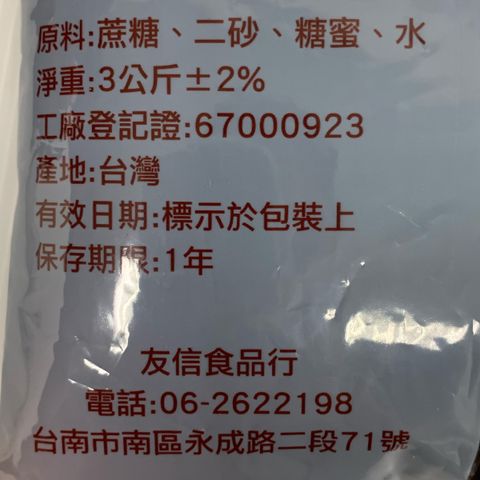 原料:蔗糖、二砂、糖蜜、水
淨重:3公斤±2%
工廠登記證:67000923
產地:台灣
有效日期:標示於包裝上
保存期限:1年
友信食品行
電話:06-2622198
台南市南區永成路二段71號